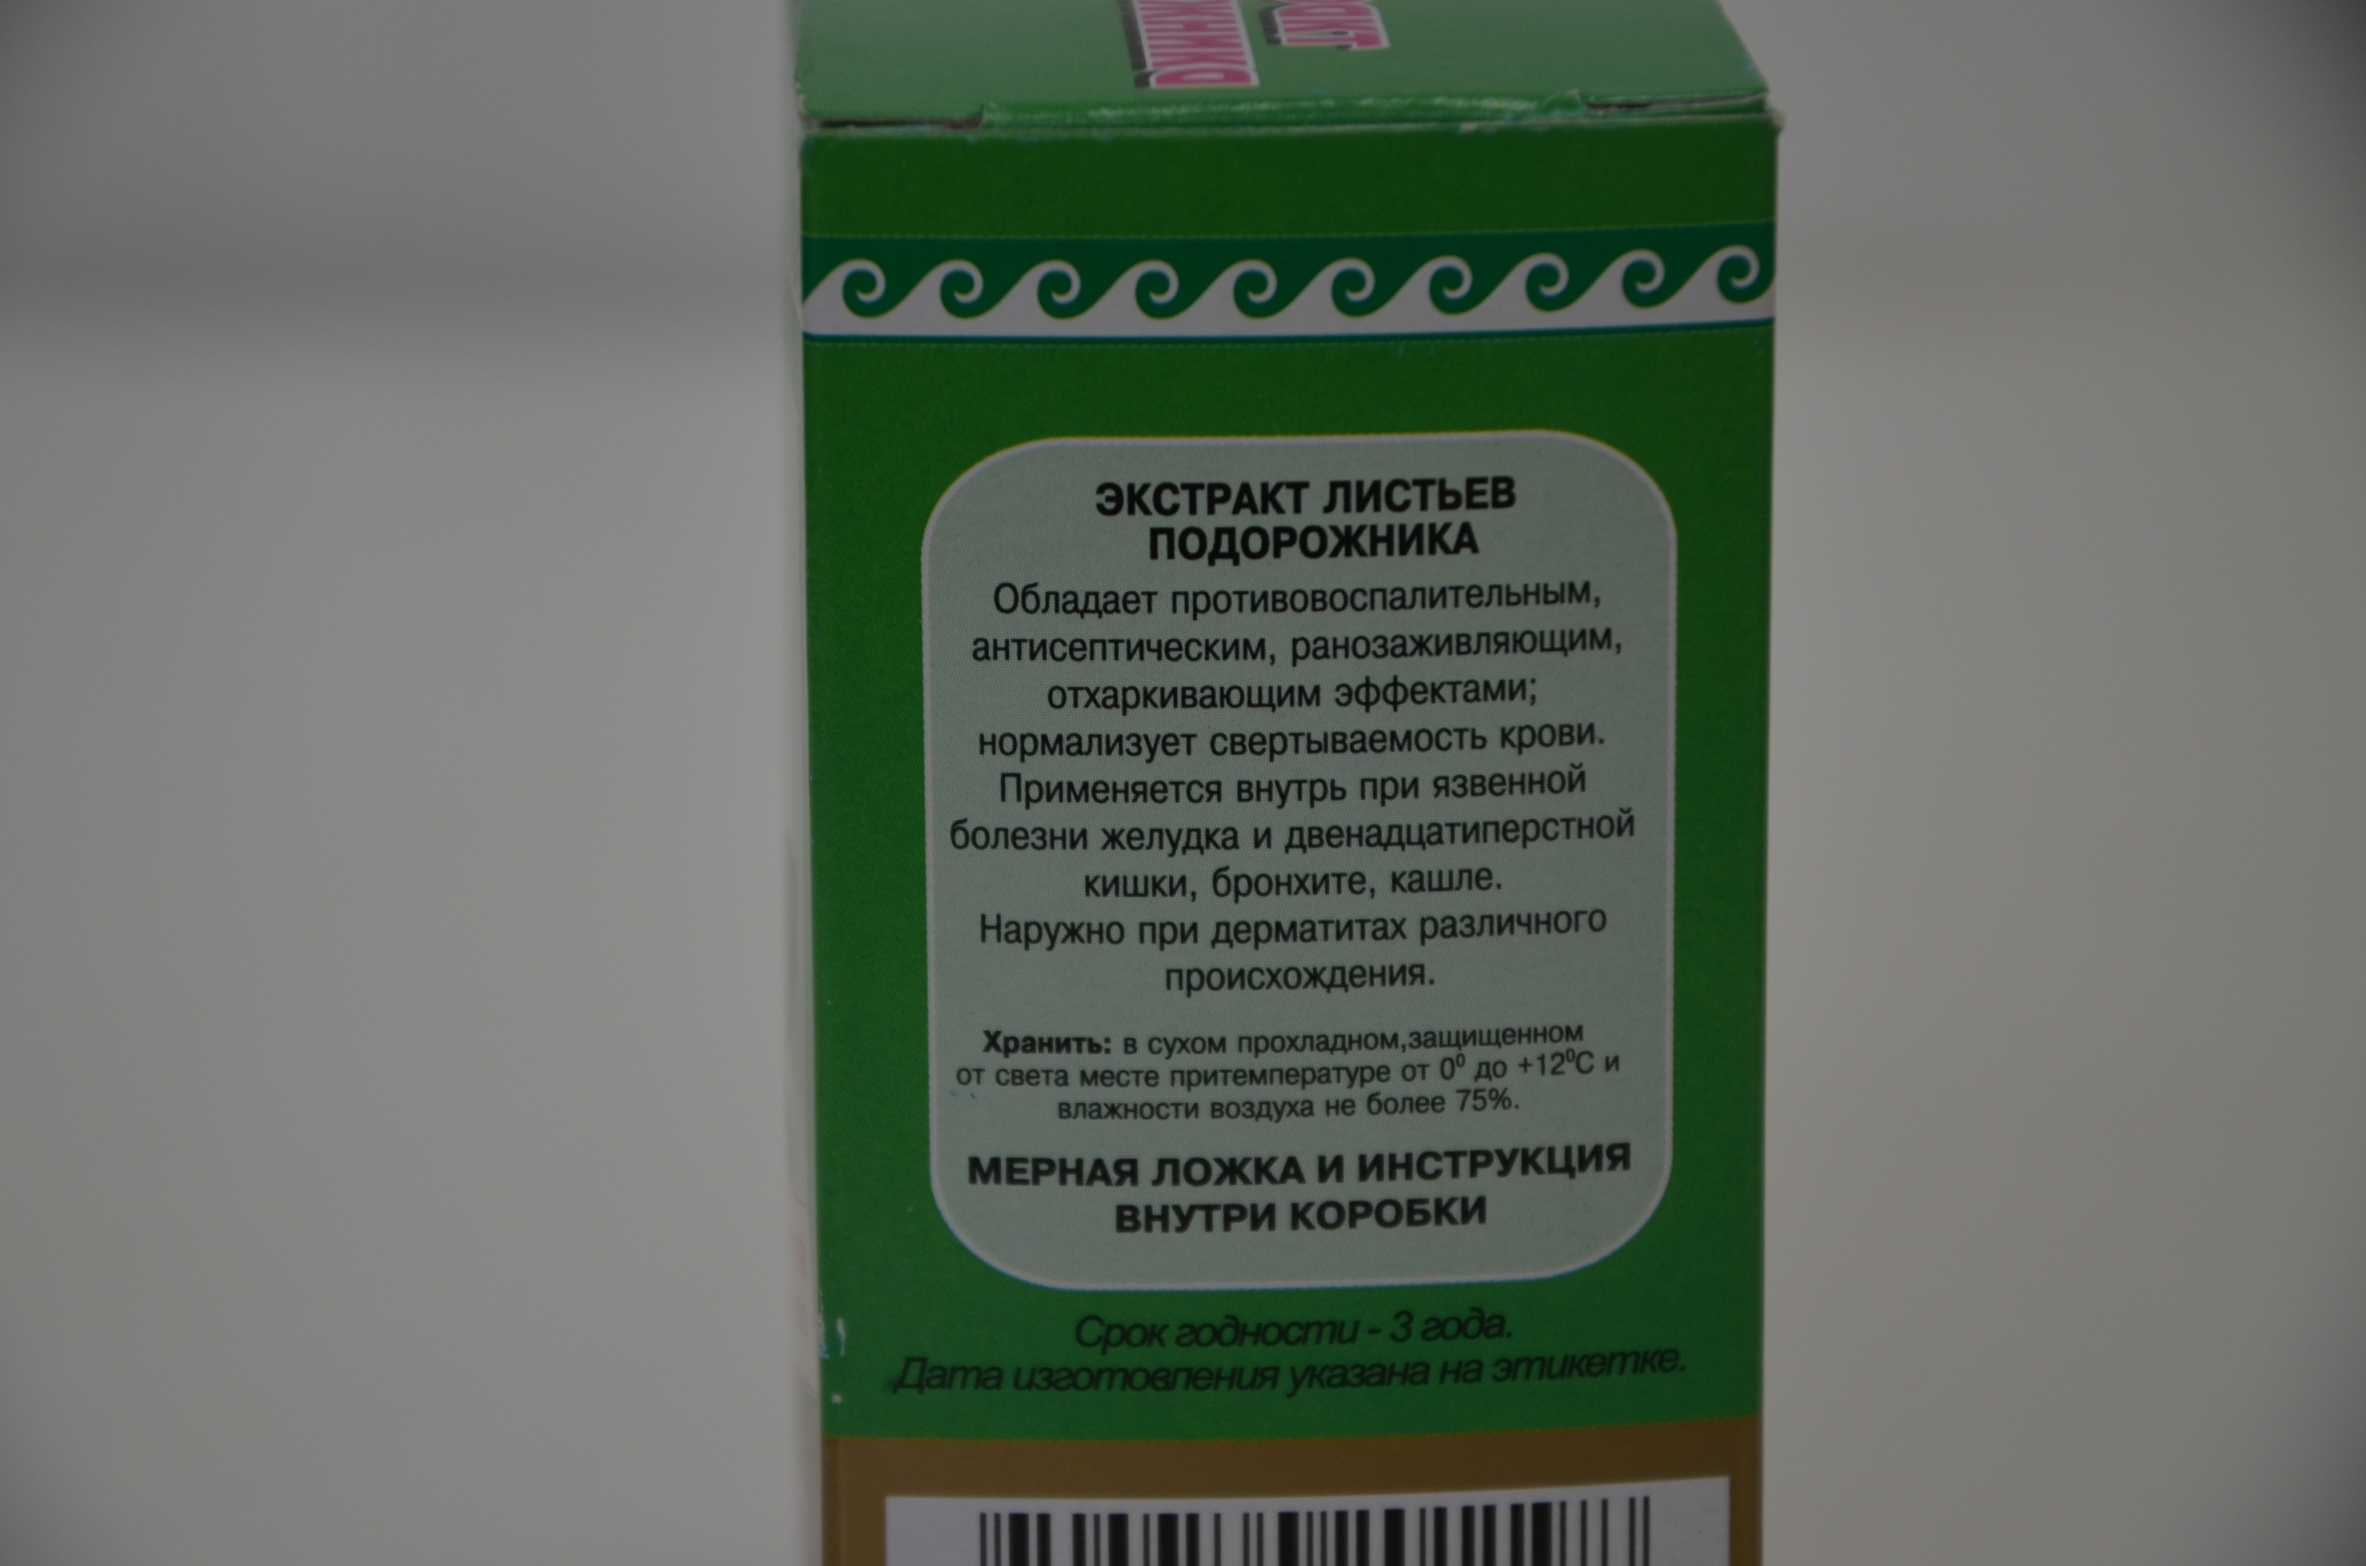 ЭКСТРАКТ ЛИСТЬЕВ
ПОДОРОЖНИКА
Обладает противовоспалительным,
антисептическим, ранозаживляющим,
отхаркивающим эффектами;
нормализует свертываемость крови.
Применяется внутрь при язвенной
болезни желудка и двенадцатиперстной
кишки, бронхите, кашле.
Наружно при дерматитах различного
происхождения.
Хранить: в сухом прохладном,защищенном
от света месте притемпературе от 0⁰ до +12⁰С и
влажности воздуха не более 75%.
МЕРНАЯ ЛОЖКА И ИНСТРУКЦИЯ
ВНУТРИ КОРОБКИ
Срок годности - 3 года.
Дата изготовления указана на этикетке.